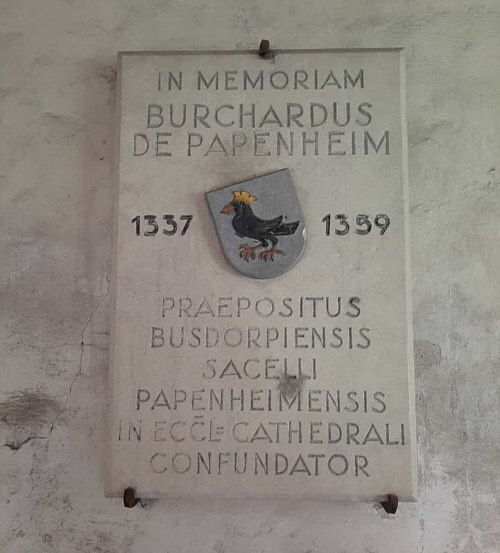 IN MEMORIAM
BURCHARDUS
DE PAPENHEIM
1337 1359
PRAEPOSITUS
BUSDORPIENSIS
SACELLI
PAPENHEIMENSIS
IN ECCL= CATHEDRALI
CONFUNDATOR